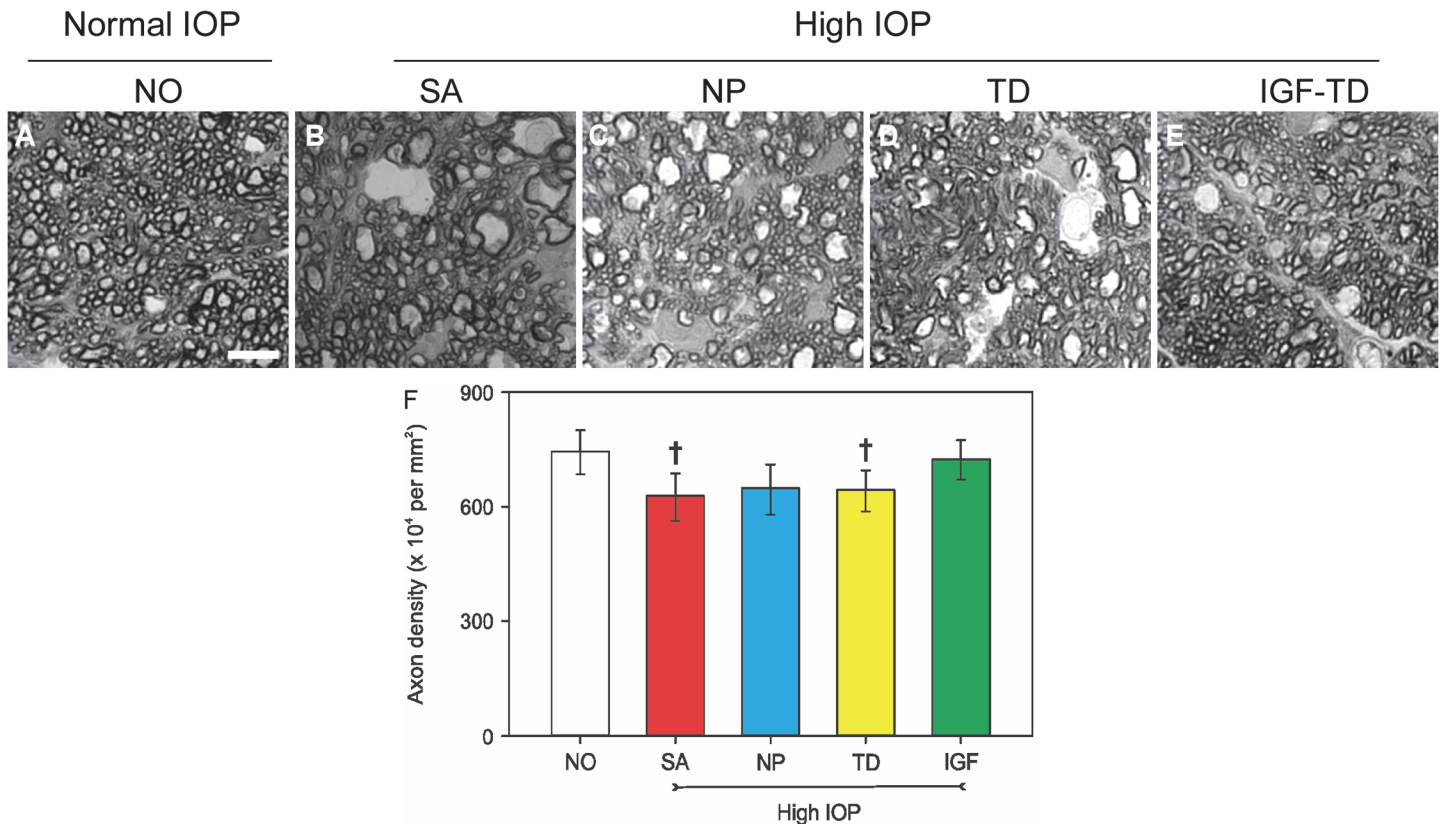 Normal IOP
High IOP
NO
SA
NP
TD
IGF-TD
A
B
C
D
E
F
Axon density (x 10⁴ per mm²)
900
600
300
0
†
†
NO
SA
NP
TD
IGF
High IOP